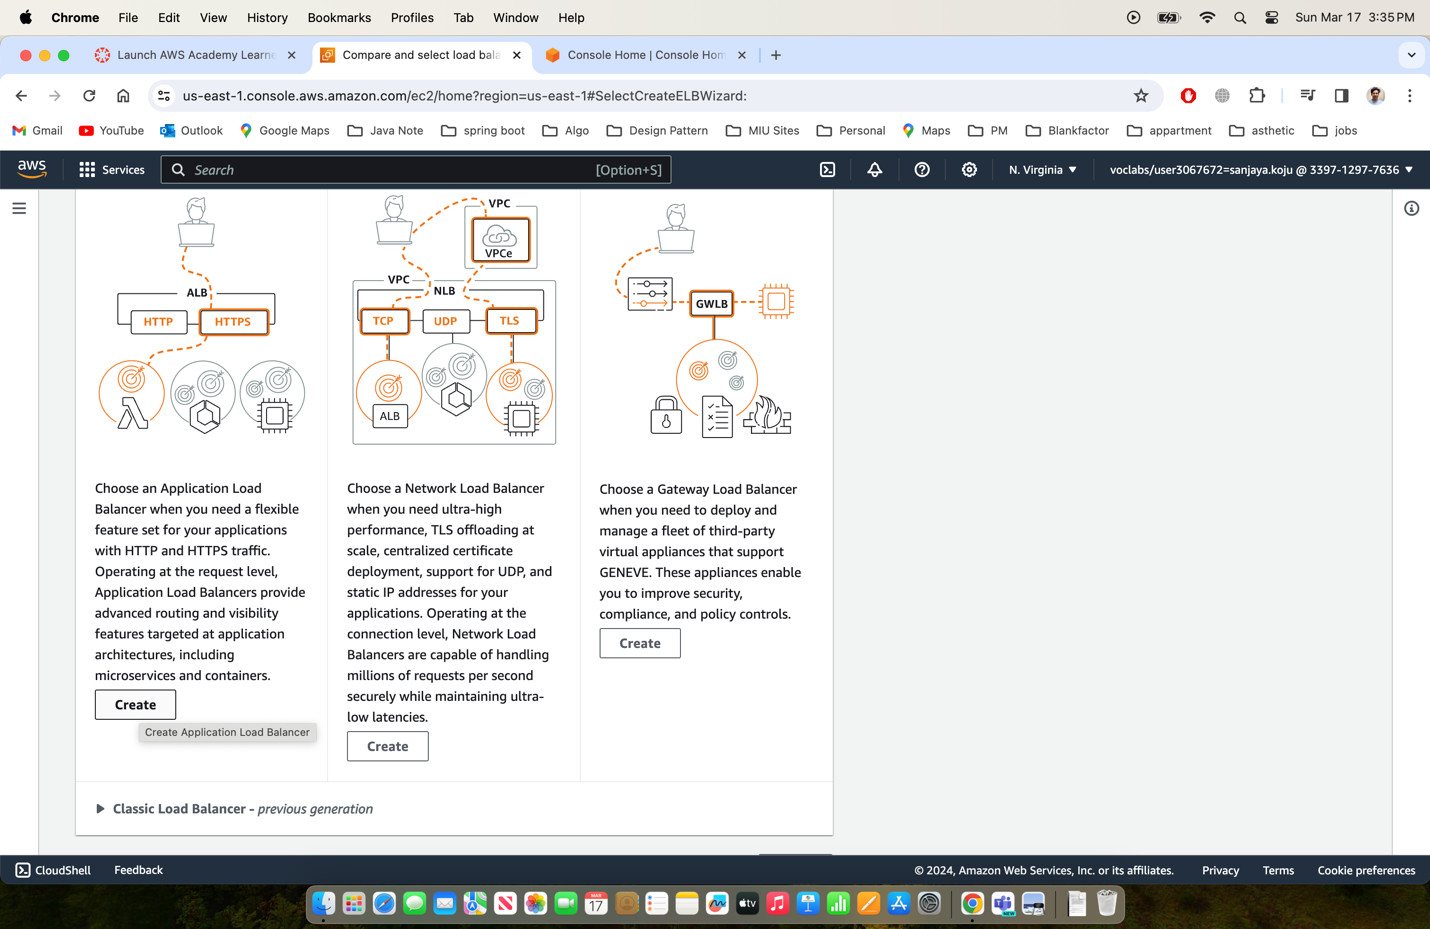 Chrome File Edit View History Bookmarks Profiles Tab Window Help Sun Mar 17 3:35 PM
Launch AWS Academy Learne Compare and select load bala Console Home | Console Hom
us-east-1.console.aws.amazon.com/ec2/home?region=us-east-1#SelectCreateELBWizard:
Gmail YouTube Outlook Google Maps Java Note spring boot Algo Design Pattern MIU Sites Personal Maps PM Blankfactor appartment asthetic jobs
aws Services Search [Option+S] N. Virginia voclabs/user3067672=sanjaya.koju @ 3397-1297-7636
ALB
HTTP HTTPS
VPC
VPCe
VPC
NLB
TCP UDP TLS
ALB
GWLB
Choose an Application Load
Balancer when you need a flexible
feature set for your applications
with HTTP and HTTPS traffic.
Operating at the request level,
Application Load Balancers provide
advanced routing and visibility
features targeted at application
architectures, including
microservices and containers.
Create
Create Application Load Balancer
Choose a Network Load Balancer
when you need ultra-high
performance, TLS offloading at
scale, centralized certificate
deployment, support for UDP, and
static IP addresses for your
applications. Operating at the
connection level, Network Load
Balancers are capable of handling
millions of requests per second
securely while maintaining ultra-
low latencies.
Create
Choose a Gateway Load Balancer
when you need to deploy and
manage a fleet of third-party
virtual appliances that support
GENEVE. These appliances enable
you to improve security,
compliance, and policy controls.
Create
Classic Load Balancer - previous generation
CloudShell Feedback © 2024, Amazon Web Services, Inc. or its affiliates. Privacy Terms Cookie preferences
MAR
17
tv
NEW